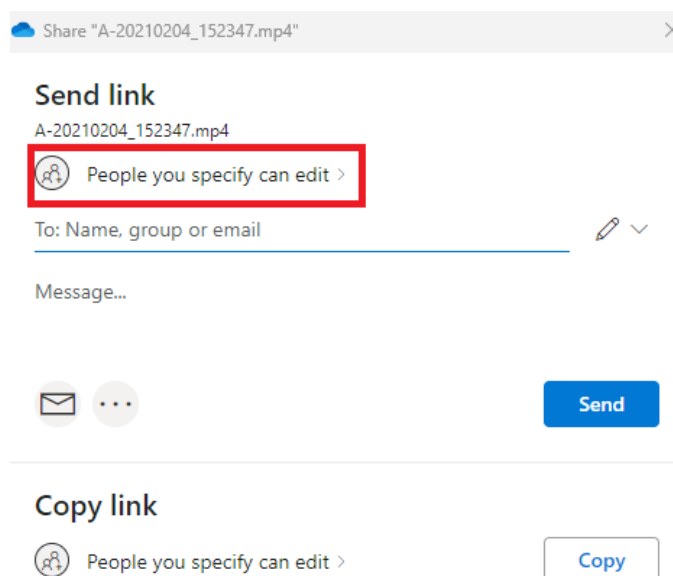 Share "A-20210204_152347.mp4"
Send link
A-20210204_152347.mp4
People you specify can edit
To: Name, group or email
Message...
Send
Copy link
People you specify can edit
Copy